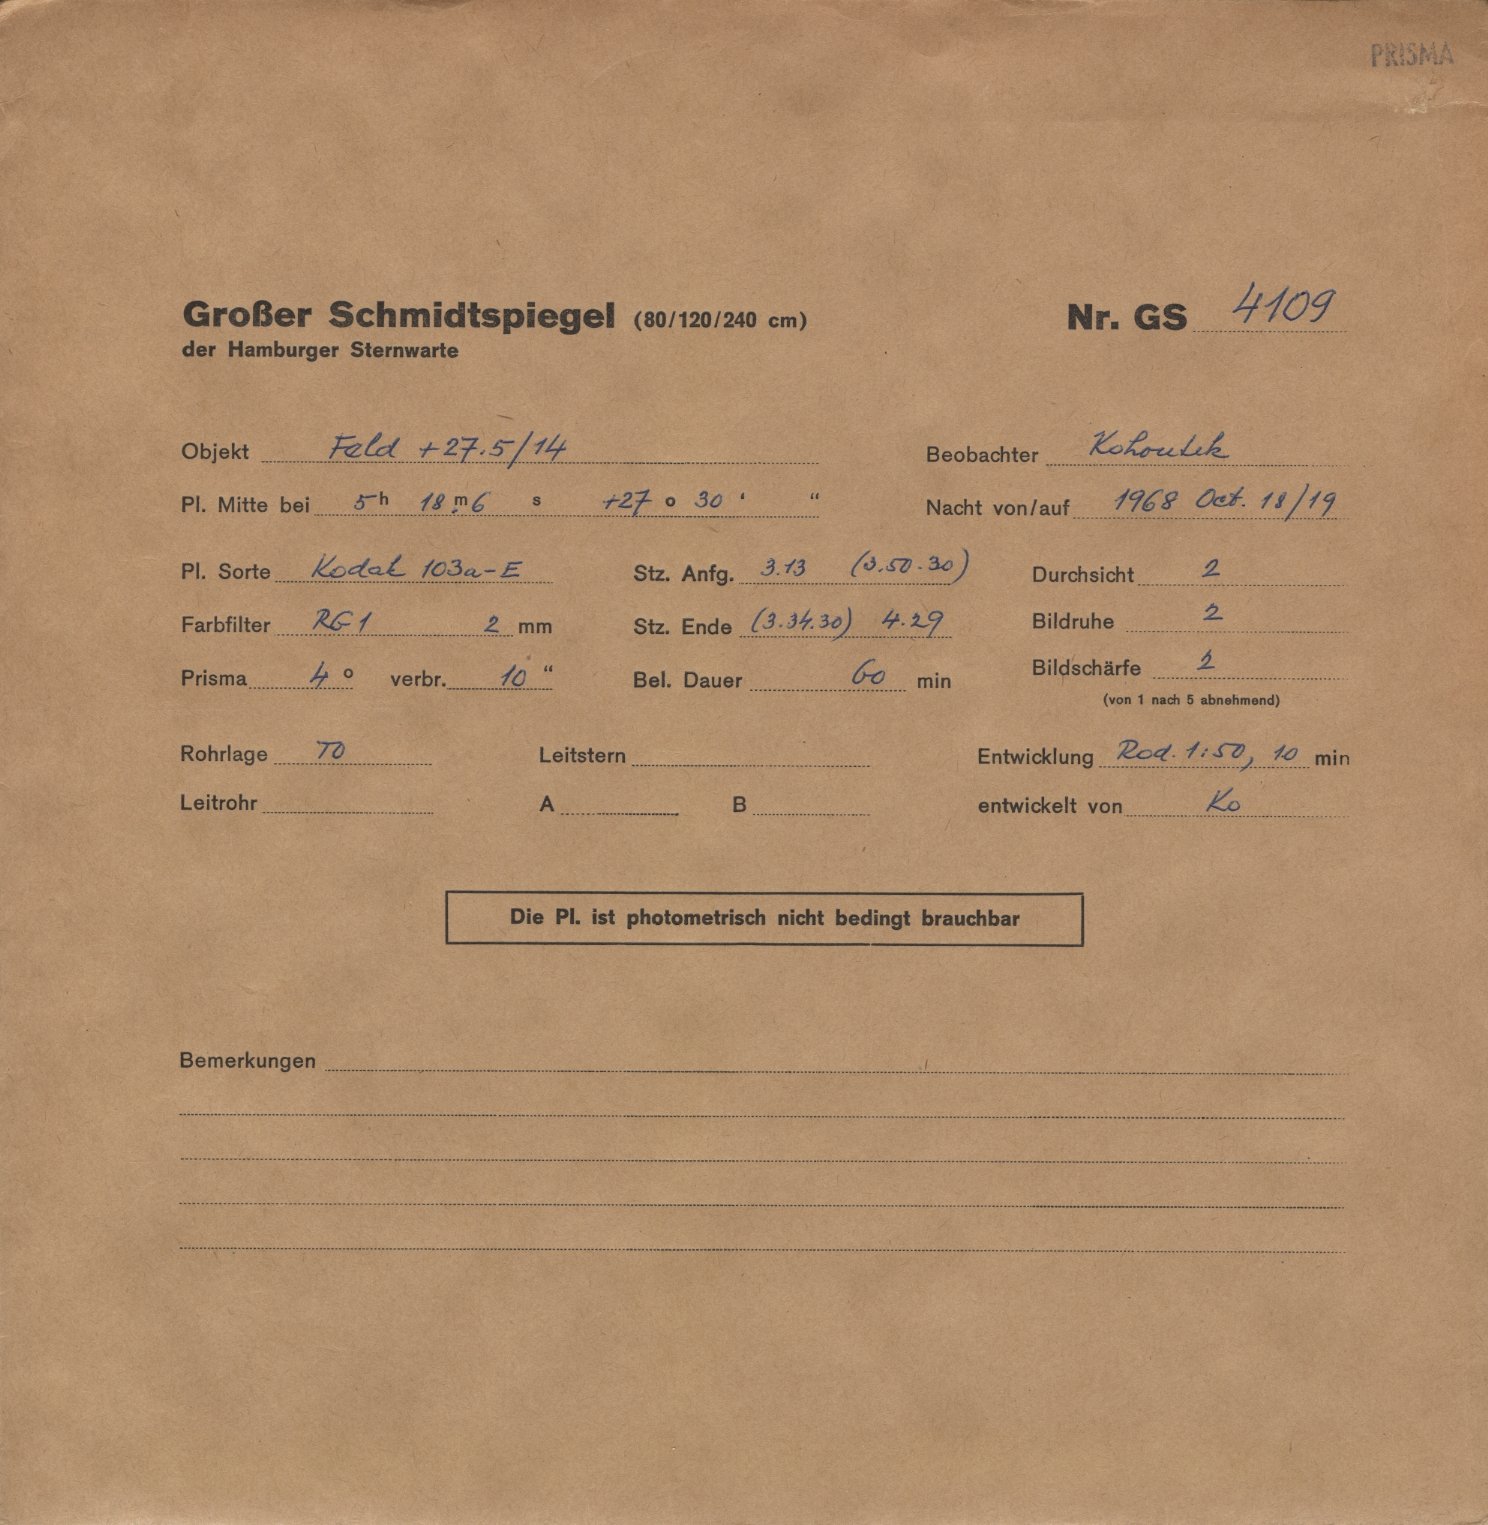 PRISMA
Großer Schmidtspiegel (80/120/240 cm) Nr. GS 4109
der Hamburger Sternwarte
Objekt Feld +27.5/14 Beobachter Kohoutek
Pl. Mitte bei 5 h 18 m.6 s +27 o 30 ‘ “ Nacht von/auf 1968 Oct. 18/19
Pl. Sorte Kodak 103a-E Stz. Anfg. 3.13 (3.50.30) Durchsicht 2
Farbfilter RG1 2 mm Stz. Ende (3.34.30) 4.29 Bildruhe 2
Prisma 4 o verbr. 10 “ Bel. Dauer 60 min Bildschärfe 2
(von 1 nach 5 abnehmend)
Rohrlage TO Leitstern Entwicklung Rod. 1:50, 10 min
Leitrohr A B entwickelt von Ko
Die Pl. ist photometrisch nicht bedingt brauchbar
Bemerkungen